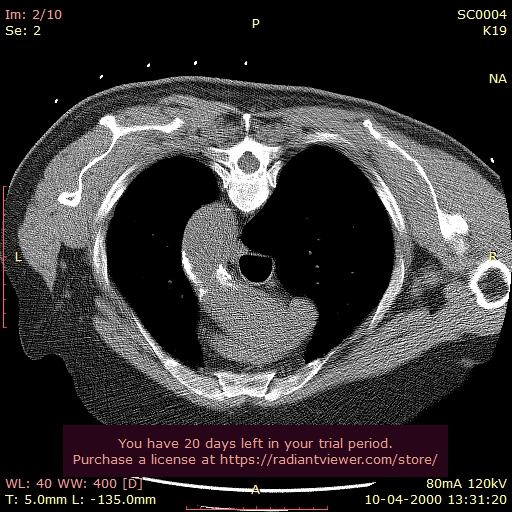 Im: 2/10
Se: 2
P
SC0004
K19
NA
L
R
You have 20 days left in your trial period.
Purchase a license at https://radiantviewer.com/store/
WL: 40 WW: 400 [D]
T: 5.0mm L: -135.0mm
A
80mA 120kV
10-04-2000 13:31:20